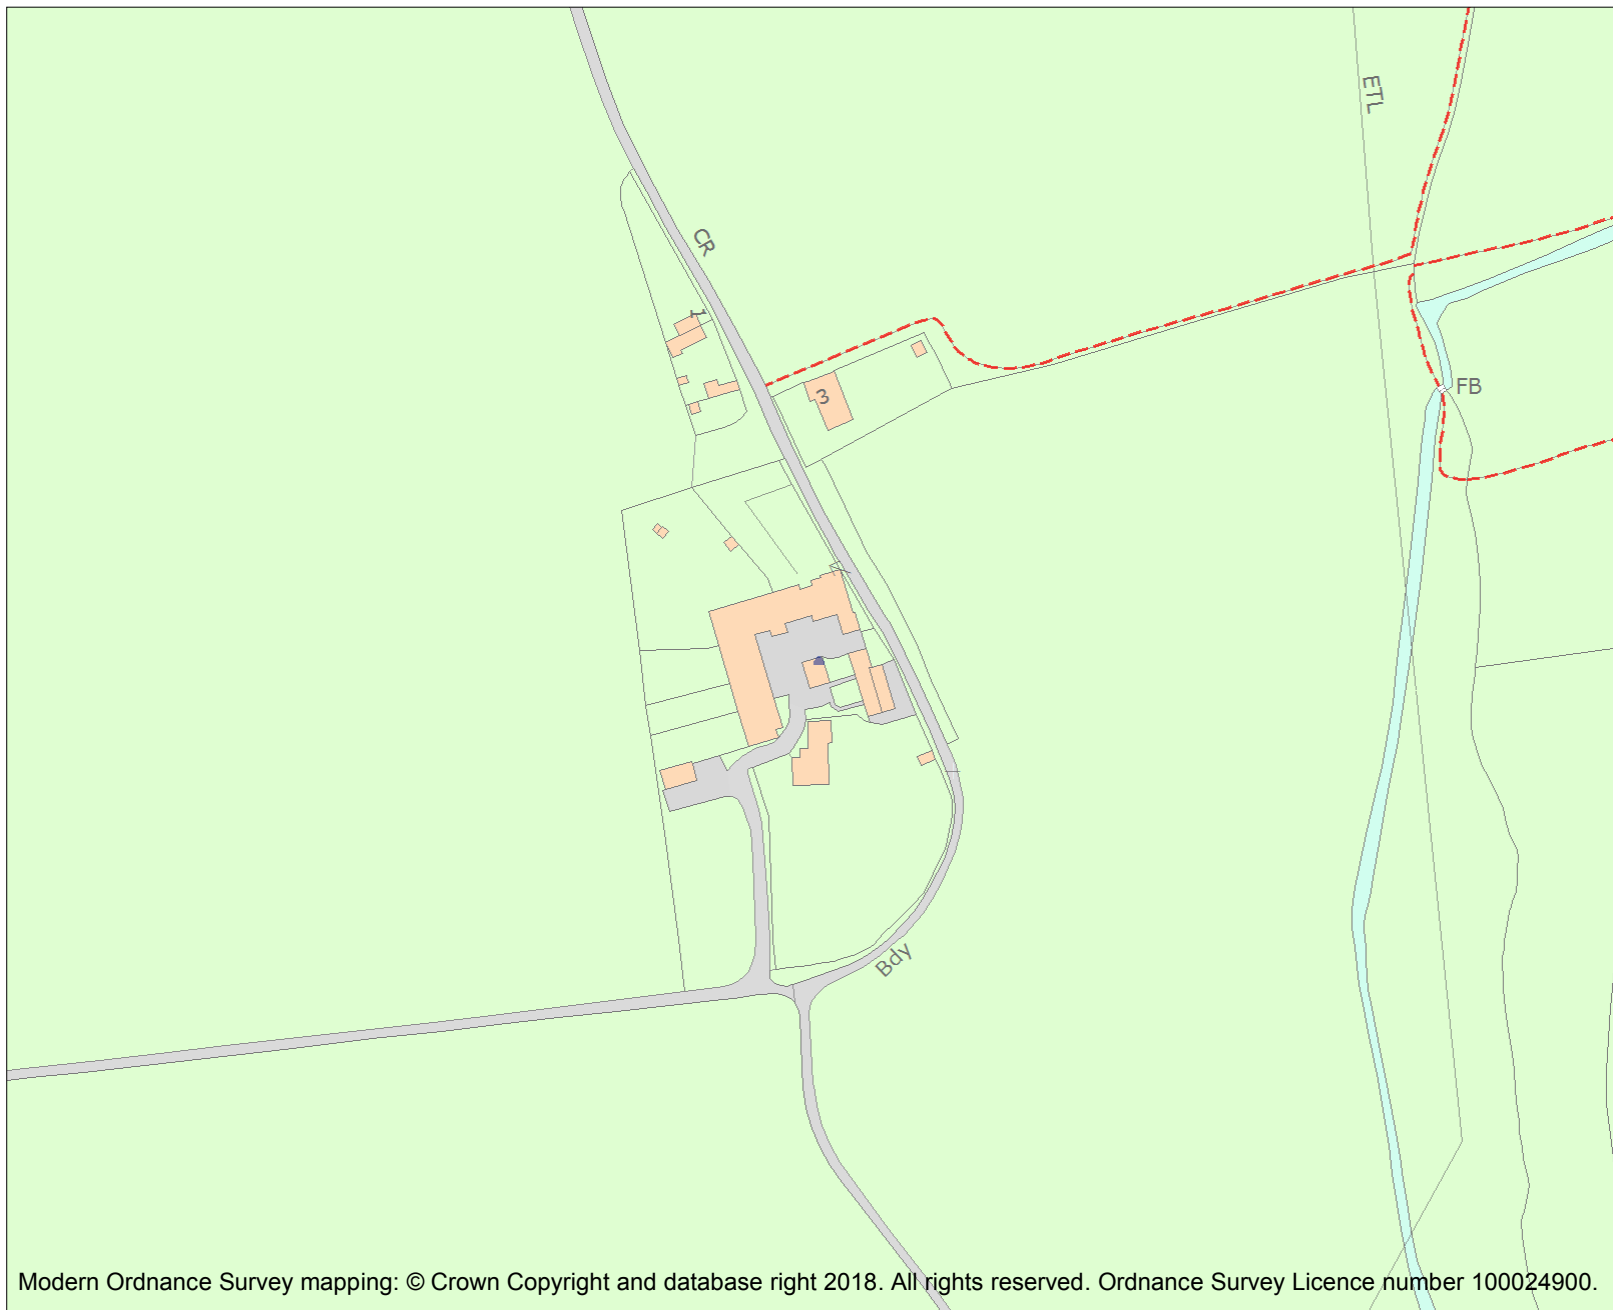 ETL
CR
1
3
FB
Bdy
Modern Ordnance Survey mapping: © Crown Copyright and database right 2018. All rights reserved. Ordnance Survey Licence number 100024900.